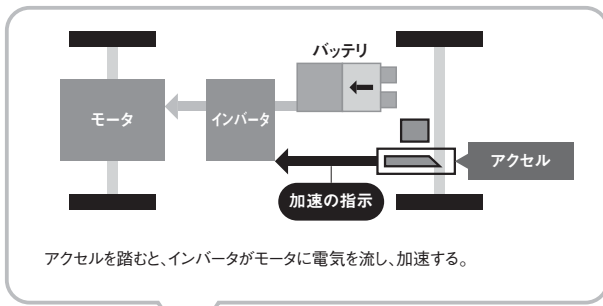 バッテリ
モータ
インバータ
アクセル
加速の指示
アクセルを踏むと、インバータがモータに電気を流し、加速する。